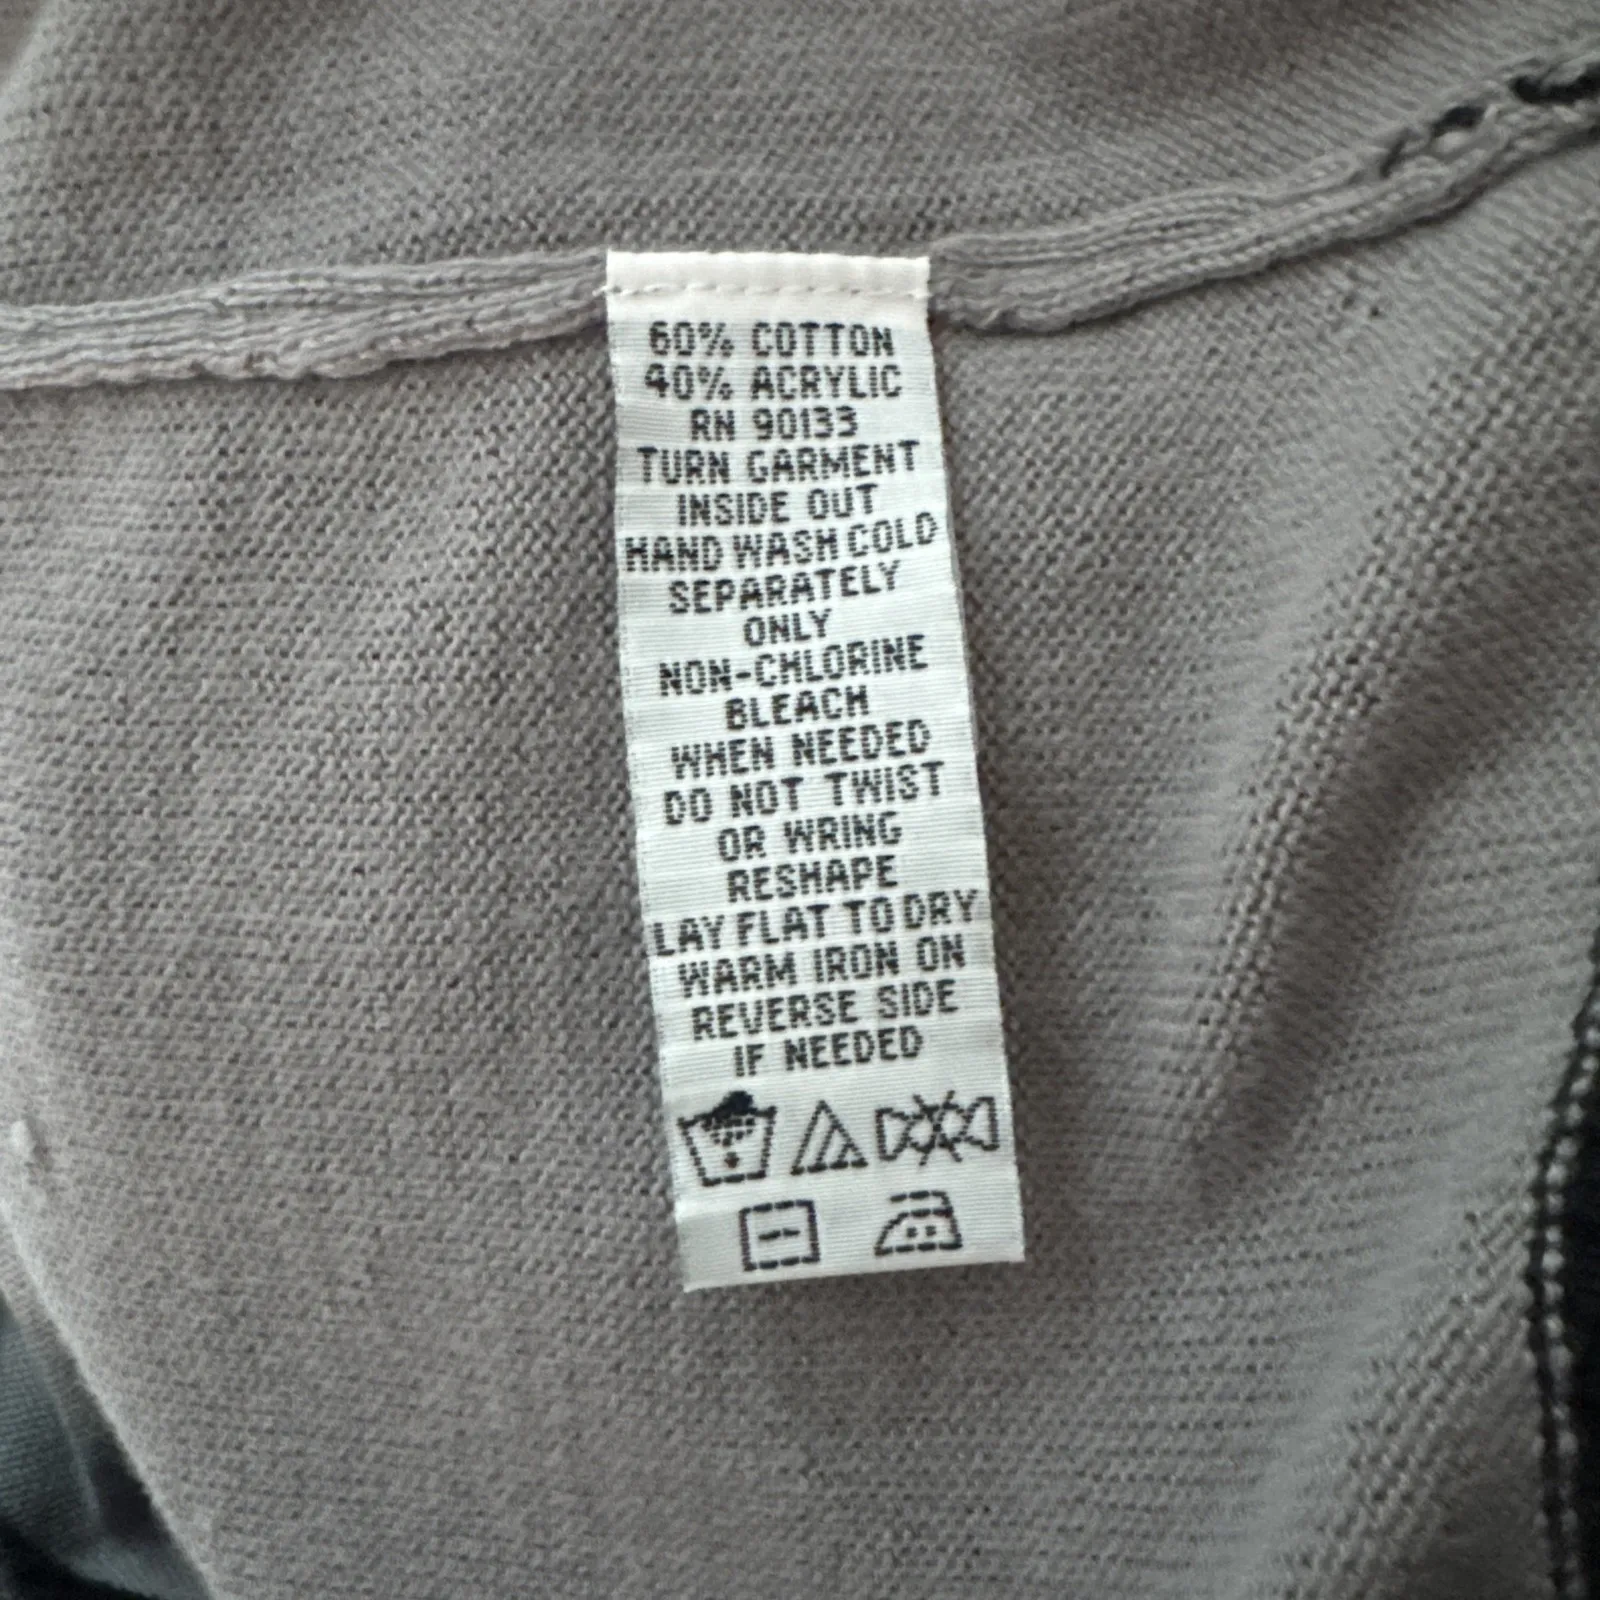 60% COTTON
40% ACRYLIC
RN 90133
TURN GARMENT
INSIDE OUT
HAND WASH COLD
SEPARATELY
ONLY
NON-CHLORINE
BLEACH
WHEN NEEDED
DO NOT TWIST
OR WRING
RESHAPE
LAY FLAT TO DRY
WARM IRON ON
REVERSE SIDE
IF NEEDED